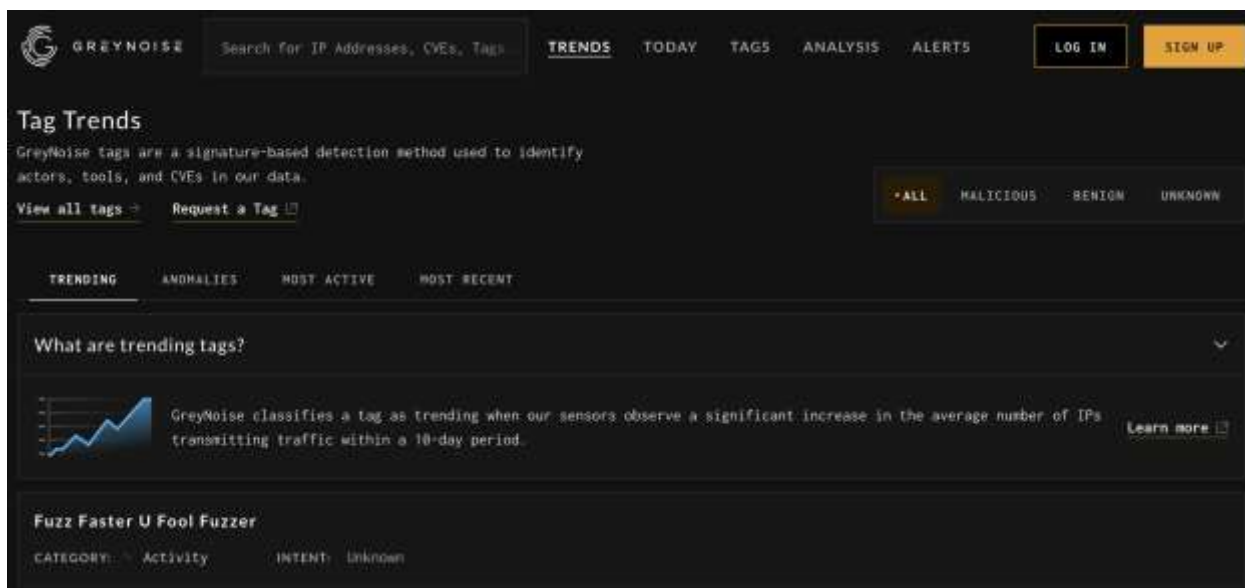 GREYNOISE
Search for IP Addresses, CVEs, Tags
TRENDS
TODAY
TAGS
ANALYSIS
ALERTS
LOG IN
SIGN UP
Tag Trends
GreyNoise tags are a signature-based detection method used to identify
actors, tools, and CVEs in our data.
View all tags
Request a Tag
ALL
MALICIOUS
BENIGN
UNKNOWN
TRENDING
ANOMALIES
MOST ACTIVE
MOST RECENT
What are trending tags?
GreyNoise classifies a tag as trending when our sensors observe a significant increase in the average number of IPs
transmitting traffic within a 10-day period.
Learn more
Fuzz Faster U Fool Fuzzer
CATEGORY: Activity
INTENT: Unknown